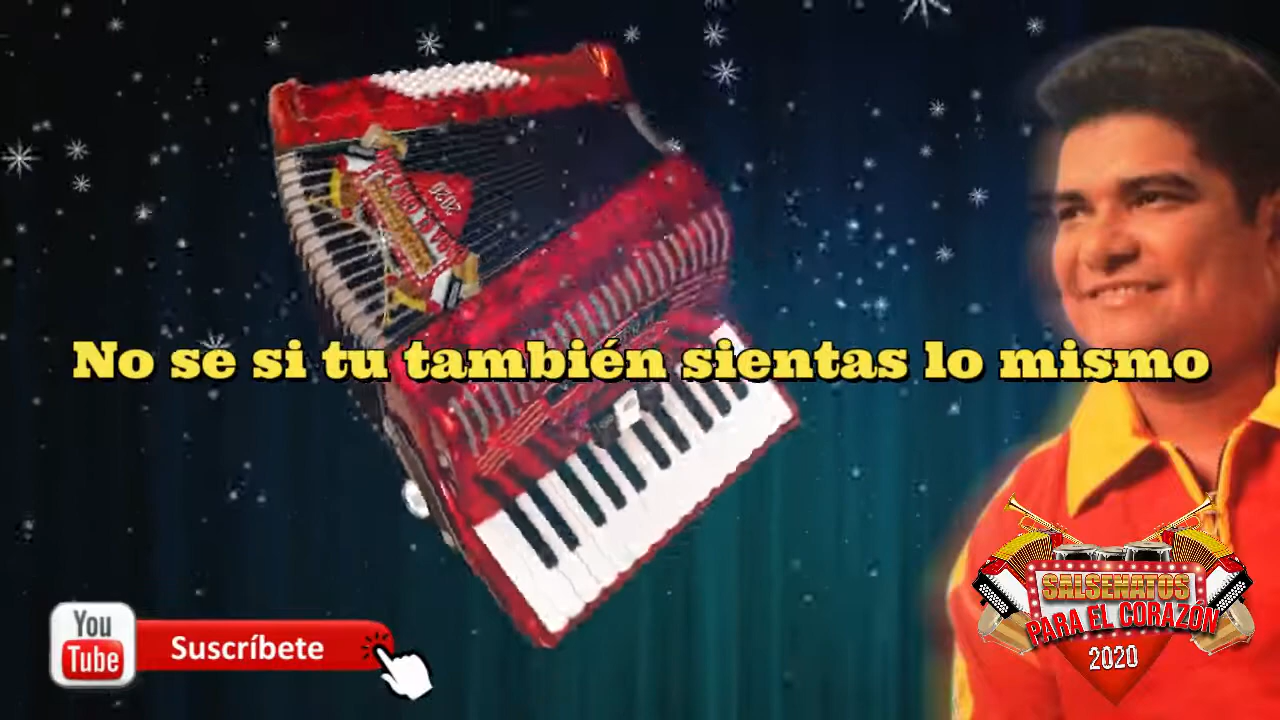 No se si tu también sientas lo mismo
You
Tube
Suscríbete
SALSENATOS
PARA EL CORAZÓN
2020